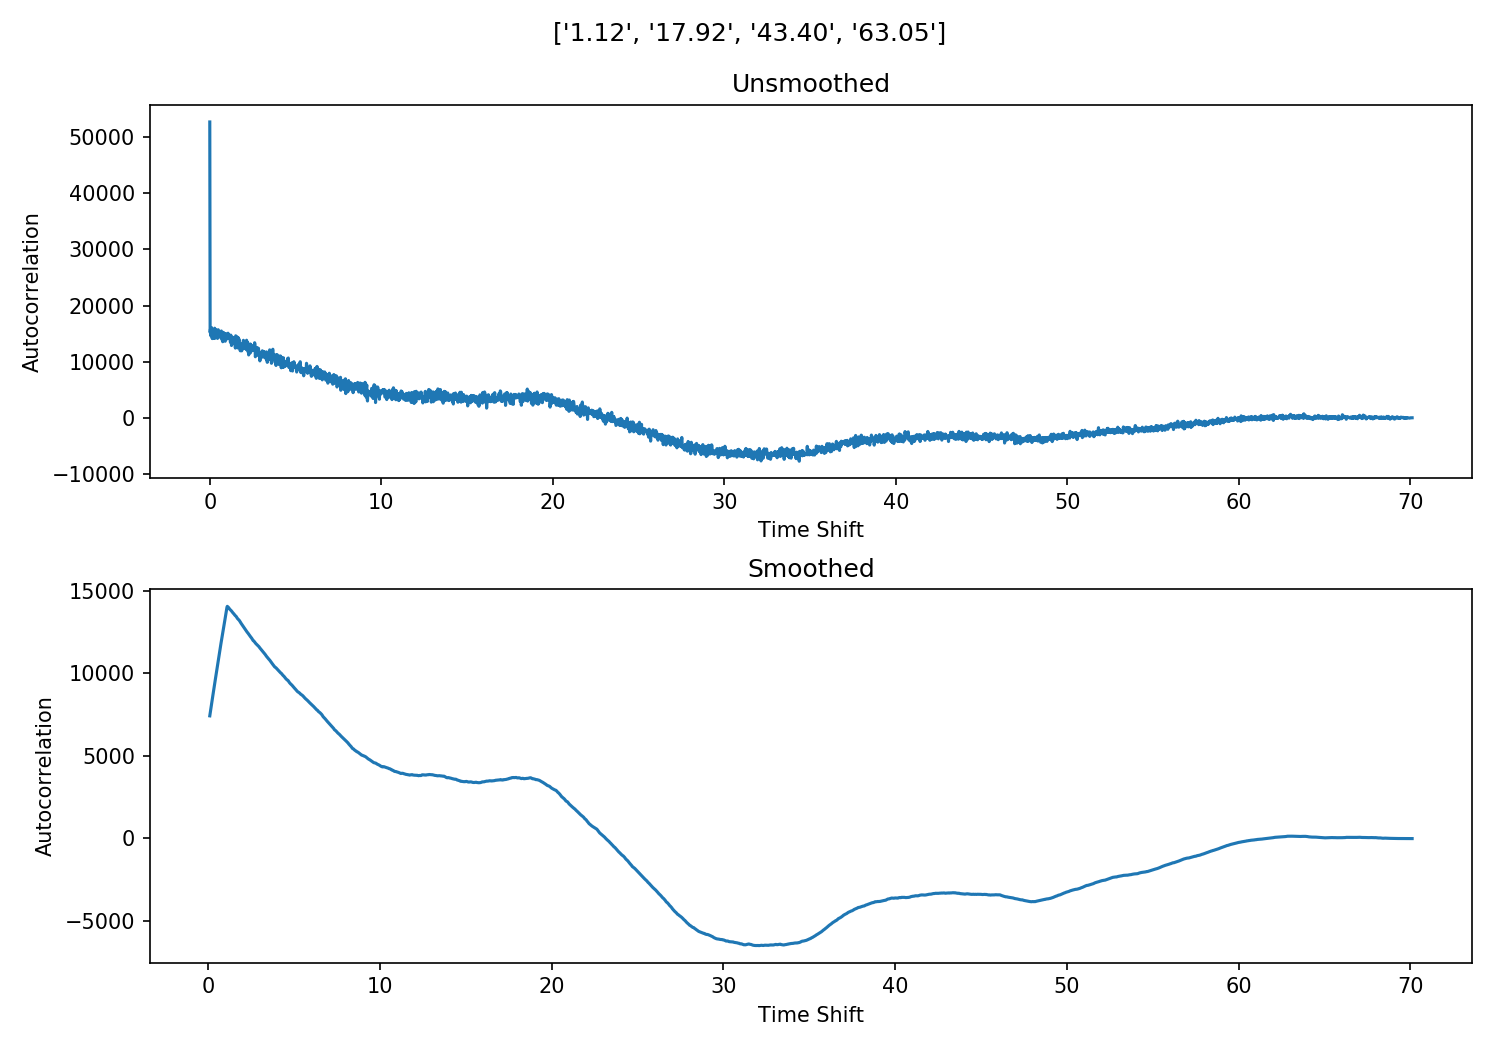 ['1.12', '17.92', '43.40', '63.05']
Unsmoothed
50000
40000
30000
20000
10000
0
−10000
Autocorrelation
0 10 20 30 40 50 60 70
Time Shift
Smoothed
15000
10000
5000
0
−5000
Autocorrelation
0 10 20 30 40 50 60 70
Time Shift